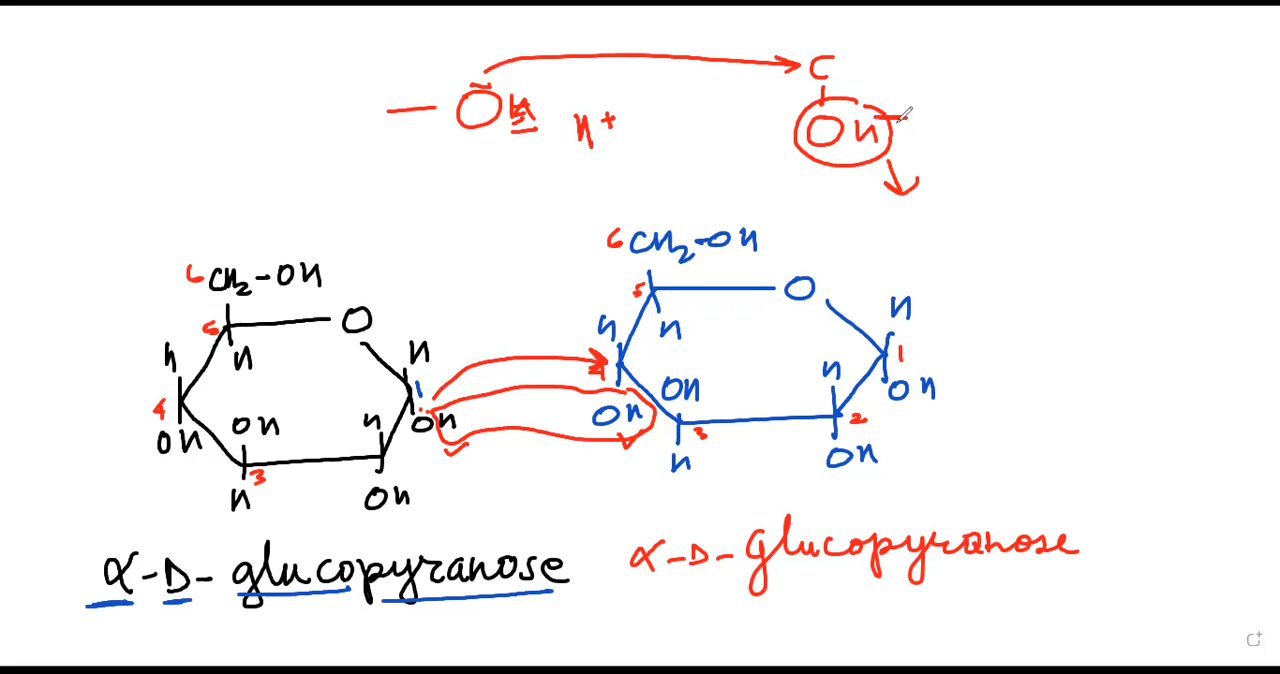 C
— OH H+ OH
6 CH2-OH
6 CH2-OH
5 O H
5 O H H 1
H H H 4 OH H OH
4 1
OH OH H OH OH 3 2
3 H OH
H OH
α-D-glucopyranose
α-D-glucopyranose